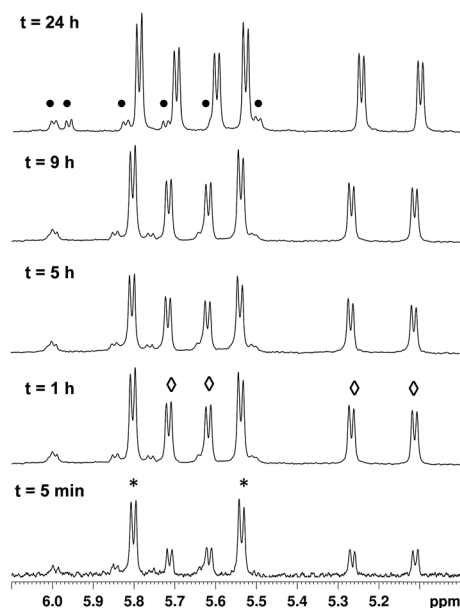 t = 24 h
● ● ● ● ● ●
t = 9 h
t = 5 h
t = 1 h
◊ ◊ ◊ ◊
t = 5 min
* *
6.0 5.9 5.8 5.7 5.6 5.5 5.4 5.3 5.2 ppm